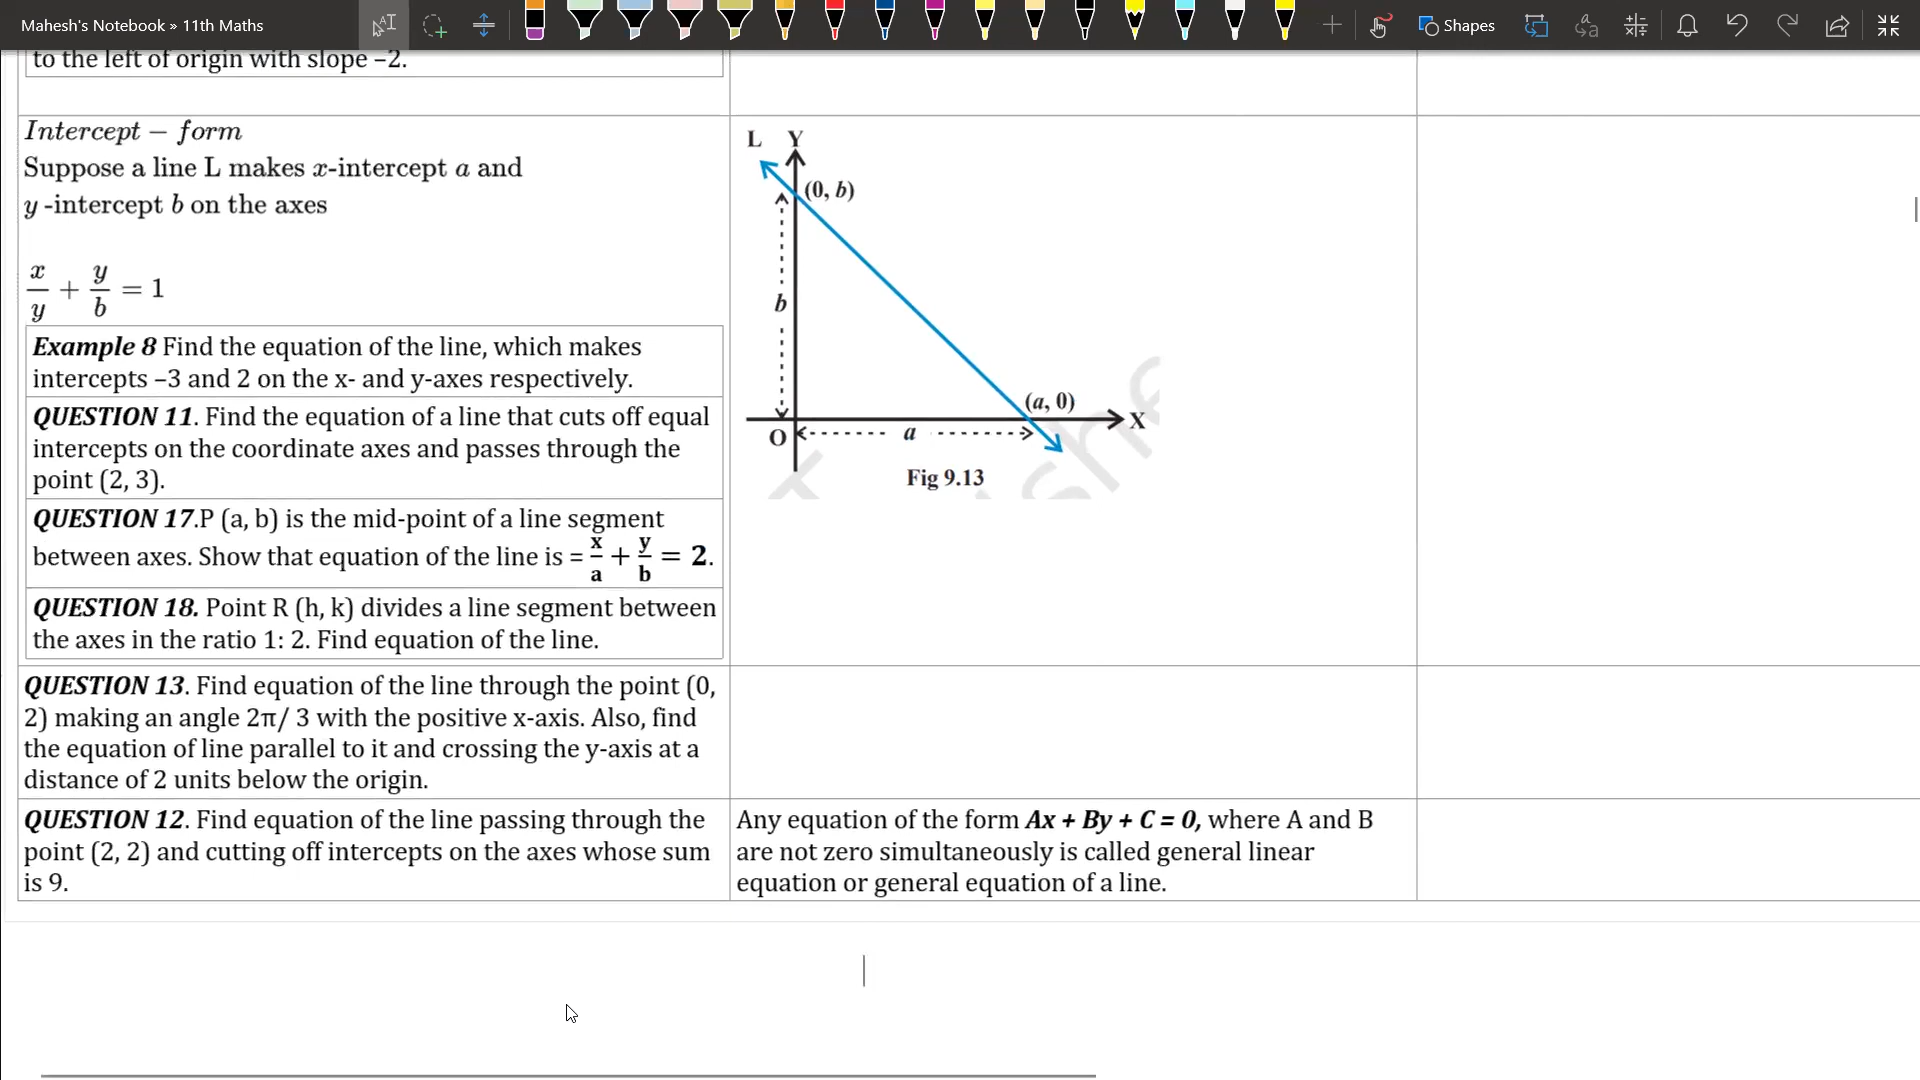 Mahesh's Notebook » 11th Maths
Shapes
to the left of origin with slope –2.
Intercept – form
Suppose a line L makes x-intercept a and
y -intercept b on the axes
x/y + y/b = 1
Example 8 Find the equation of the line, which makes
intercepts –3 and 2 on the x- and y-axes respectively.
QUESTION 11. Find the equation of a line that cuts off equal
intercepts on the coordinate axes and passes through the
point (2, 3).
QUESTION 17.P (a, b) is the mid-point of a line segment
between axes. Show that equation of the line is = x/a + y/b = 2.
QUESTION 18. Point R (h, k) divides a line segment between
the axes in the ratio 1: 2. Find equation of the line.
L Y
(0, b)
b
(a, 0)
X
O
a
Fig 9.13
QUESTION 13. Find equation of the line through the point (0,
2) making an angle 2π/ 3 with the positive x-axis. Also, find
the equation of line parallel to it and crossing the y-axis at a
distance of 2 units below the origin.
QUESTION 12. Find equation of the line passing through the
point (2, 2) and cutting off intercepts on the axes whose sum
is 9.
Any equation of the form Ax + By + C = 0, where A and B
are not zero simultaneously is called general linear
equation or general equation of a line.